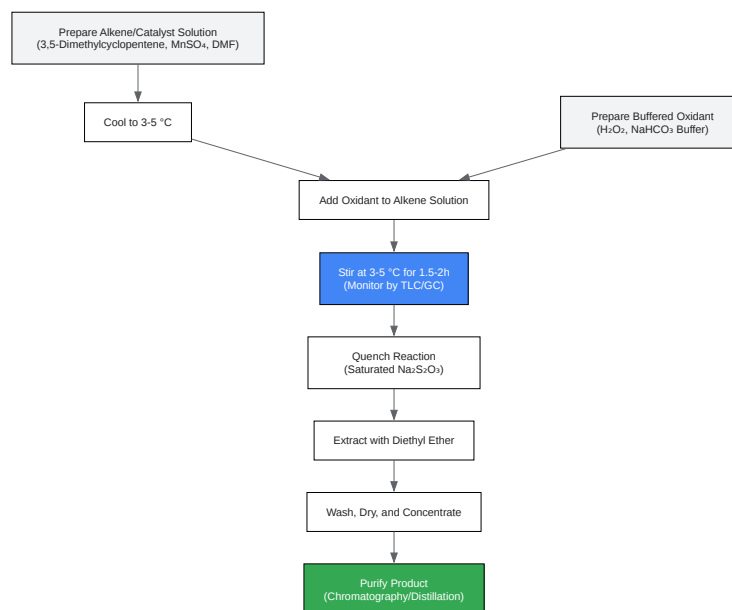 Prepare Alkene/Catalyst Solution
(3,5-Dimethylcyclopentene, MnSO₄, DMF)
Cool to 3-5 °C
Prepare Buffered Oxidant
(H₂O₂, NaHCO₃ Buffer)
Add Oxidant to Alkene Solution
Stir at 3-5 °C for 1.5-2h
(Monitor by TLC/GC)
Quench Reaction
(Saturated Na₂S₂O₃)
Extract with Diethyl Ether
Wash, Dry, and Concentrate
Purify Product
(Chromatography/Distillation)